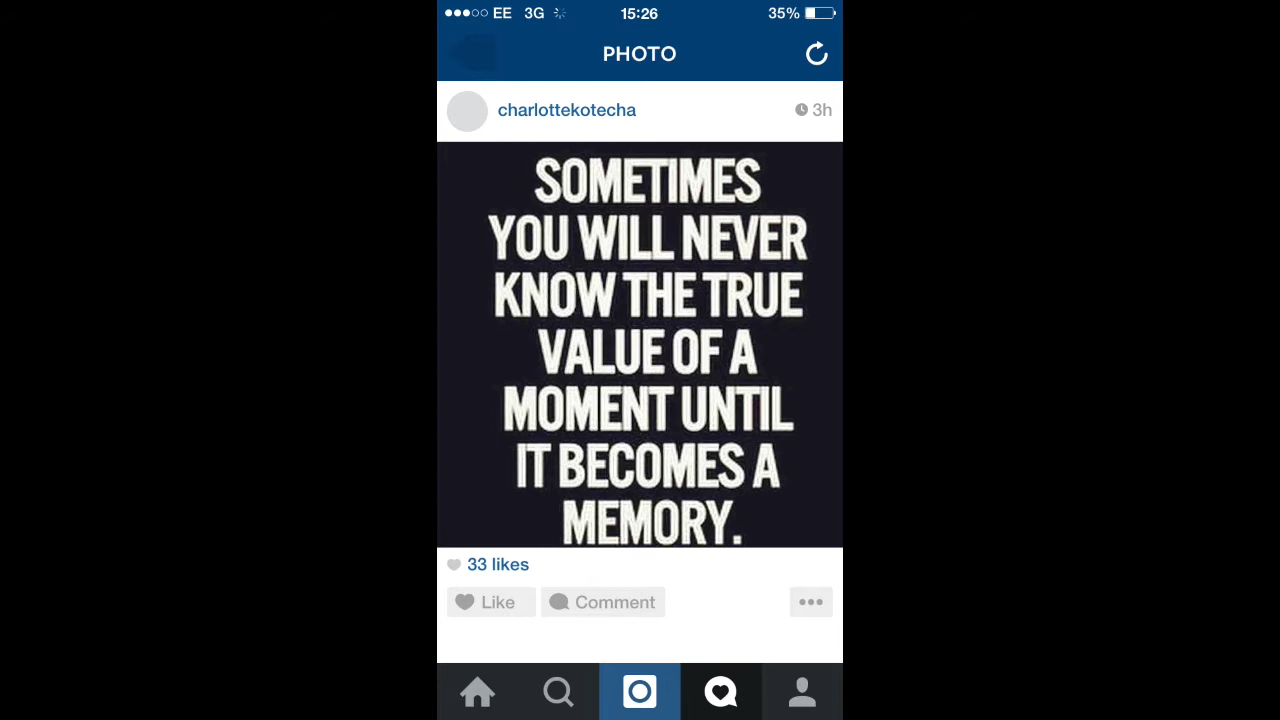 EE 3G 15:26 35%
PHOTO
charlottekotecha 3h
SOMETIMES
YOU WILL NEVER
KNOW THE TRUE
VALUE OF A
MOMENT UNTIL
IT BECOMES A
MEMORY.
33 likes
Like Comment